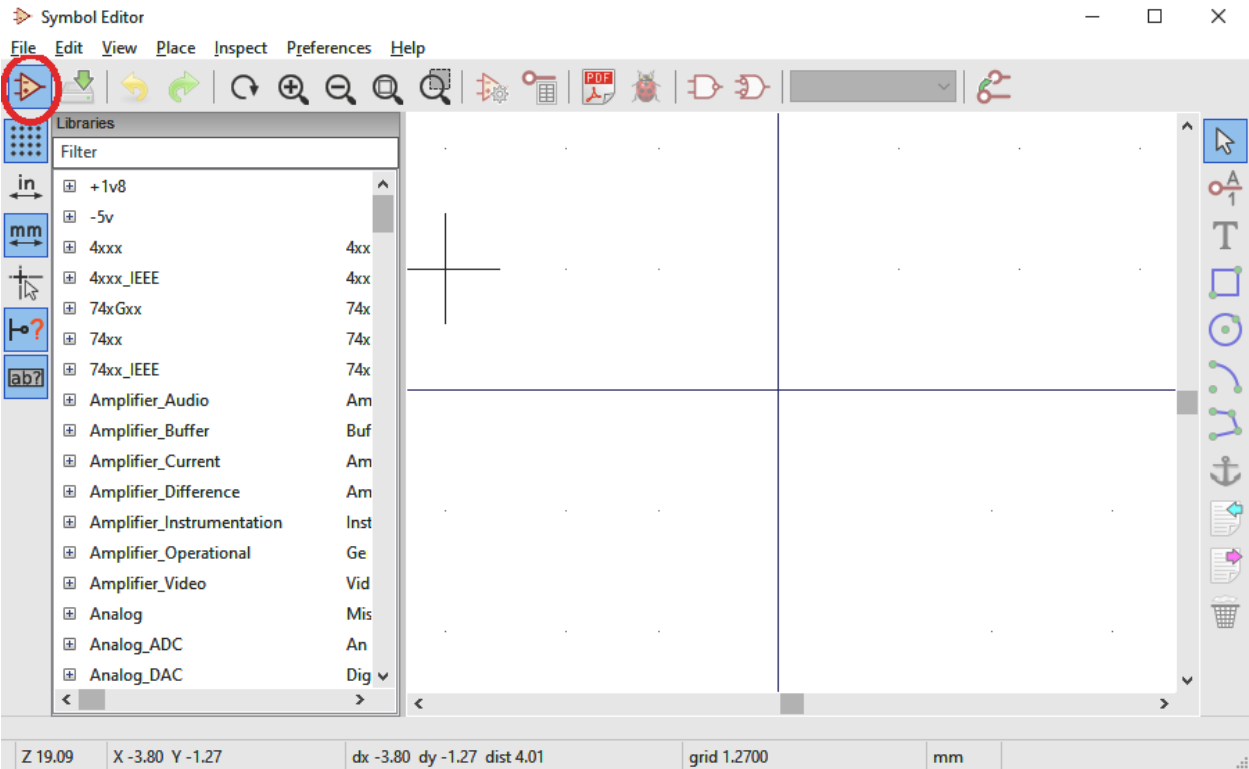 Symbol Editor
File Edit View Place Inspect Preferences Help
PDF
Libraries
Filter
in
mm
ab?
+1v8
-5v
4xxx 4xx
4xxx_IEEE 4xx
74xGxx 74x
74xx 74x
74xx_IEEE 74x
Amplifier_Audio Am
Amplifier_Buffer Buf
Amplifier_Current Am
Amplifier_Difference Am
Amplifier_Instrumentation Inst
Amplifier_Operational Ge
Amplifier_Video Vid
Analog Mis
Analog_ADC An
Analog_DAC Dig
A
1
T
Z 19.09 X -3.80 Y -1.27 dx -3.80 dy -1.27 dist 4.01 grid 1.2700 mm